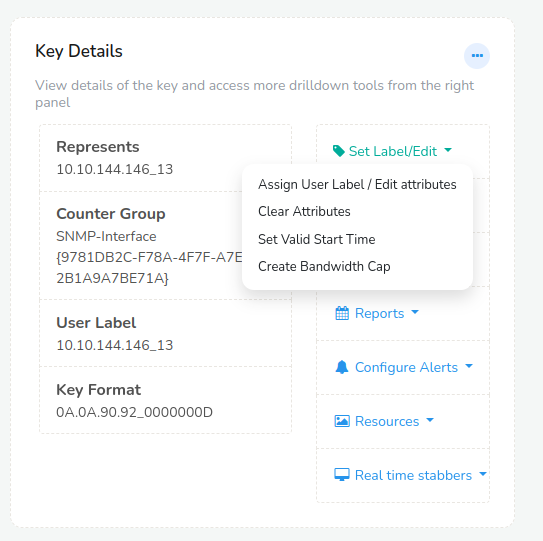 Key Details
View details of the key and access more drilldown tools from the right
panel
Represents
10.10.144.146_13
Counter Group
SNMP-Interface
{9781DB2C-F78A-4F7F-A7E
2B1A9A7BE71A}
User Label
10.10.144.146_13
Key Format
0A.0A.90.92_0000000D
Set Label/Edit
Assign User Label / Edit attributes
Clear Attributes
Set Valid Start Time
Create Bandwidth Cap
Reports
Configure Alerts
Resources
Real time stabbers